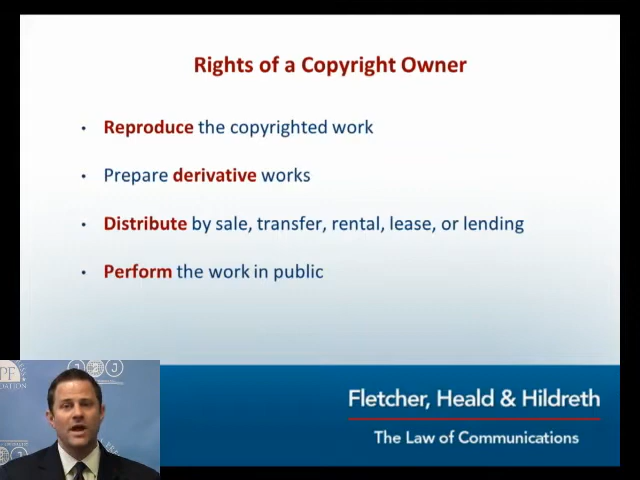 Rights of a Copyright Owner
• Reproduce the copyrighted work
• Prepare derivative works
• Distribute by sale, transfer, rental, lease, or lending
• Perform the work in public
Fletcher, Heald & Hildreth
The Law of Communications